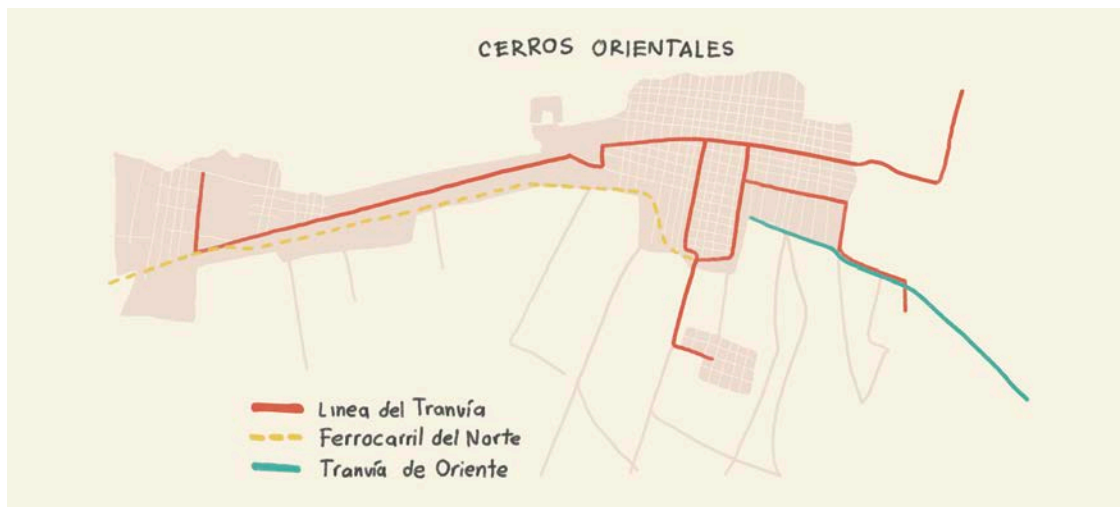 CERROS ORIENTALES
Linea del Tranvía
Ferrocarril del Norte
Tranvía de Oriente